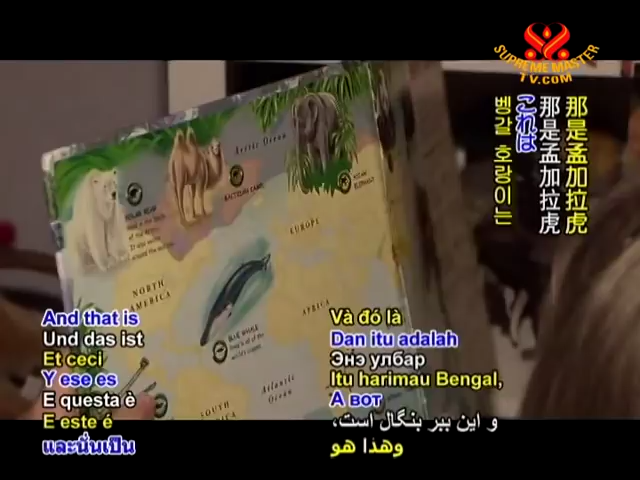 SUPREME MASTER
TV.COM
那是孟加拉虎
那是孟加拉虎
これは
벵갈 호랑이는
Arctic Ocean
POLAR BEAR
BACTRIAN CAMEL
ELEPHANT
EUROPE
NORTH
AMERICA
BLUE WHALE
AFRICA
Atlantic
Ocean
SOUTH
And that is
Und das ist
Et ceci
Y ese es
E questa è
E este é
และนั่นเป็น
Và đó là
Dan itu adalah
Энэ улбар
Itu harimau Bengal,
А вот
و این ببر بنگال است،
وهذا هو